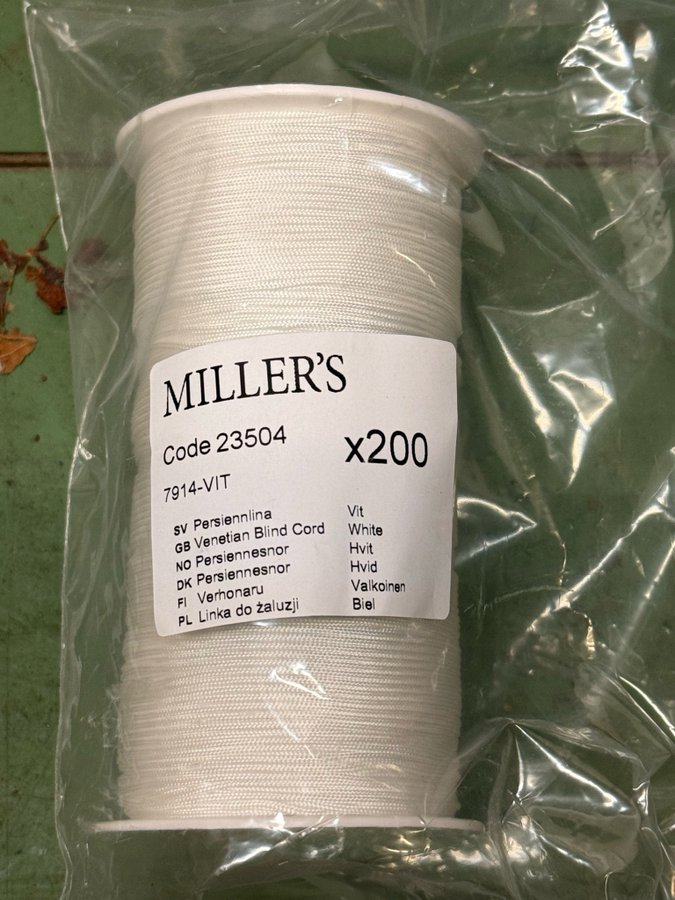 MILLER'S
Code 23504
x200
7914-VIT
SV Persiennlina Vit
GB Venetian Blind Cord White
NO Persiennesnor Hvit
DK Persiennesnor Hvid
FI Verhonaru Valkoinen
PL Linka do żaluzji Biel